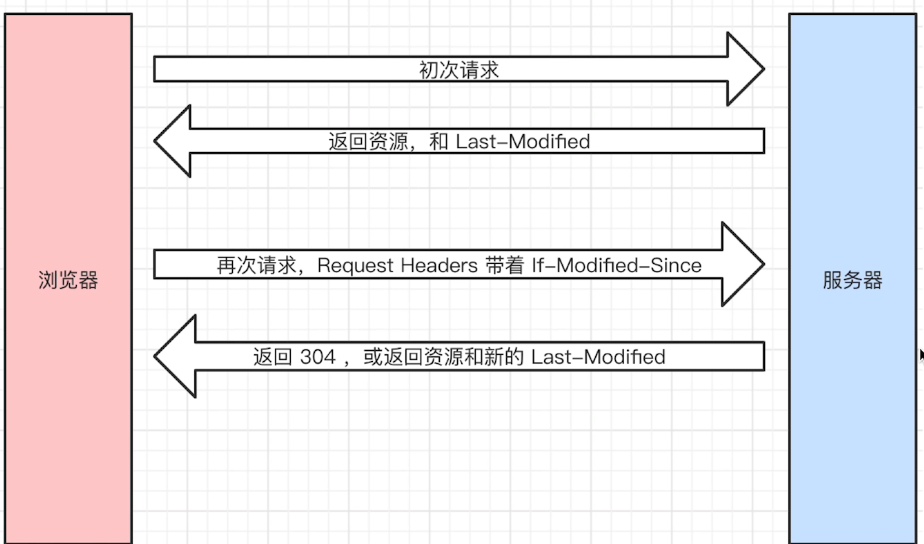 初次请求
返回资源，和 Last-Modified
浏览器
再次请求，Request Headers 带着 If-Modified-Since
服务器
返回 304 ，或返回资源和新的 Last-Modified